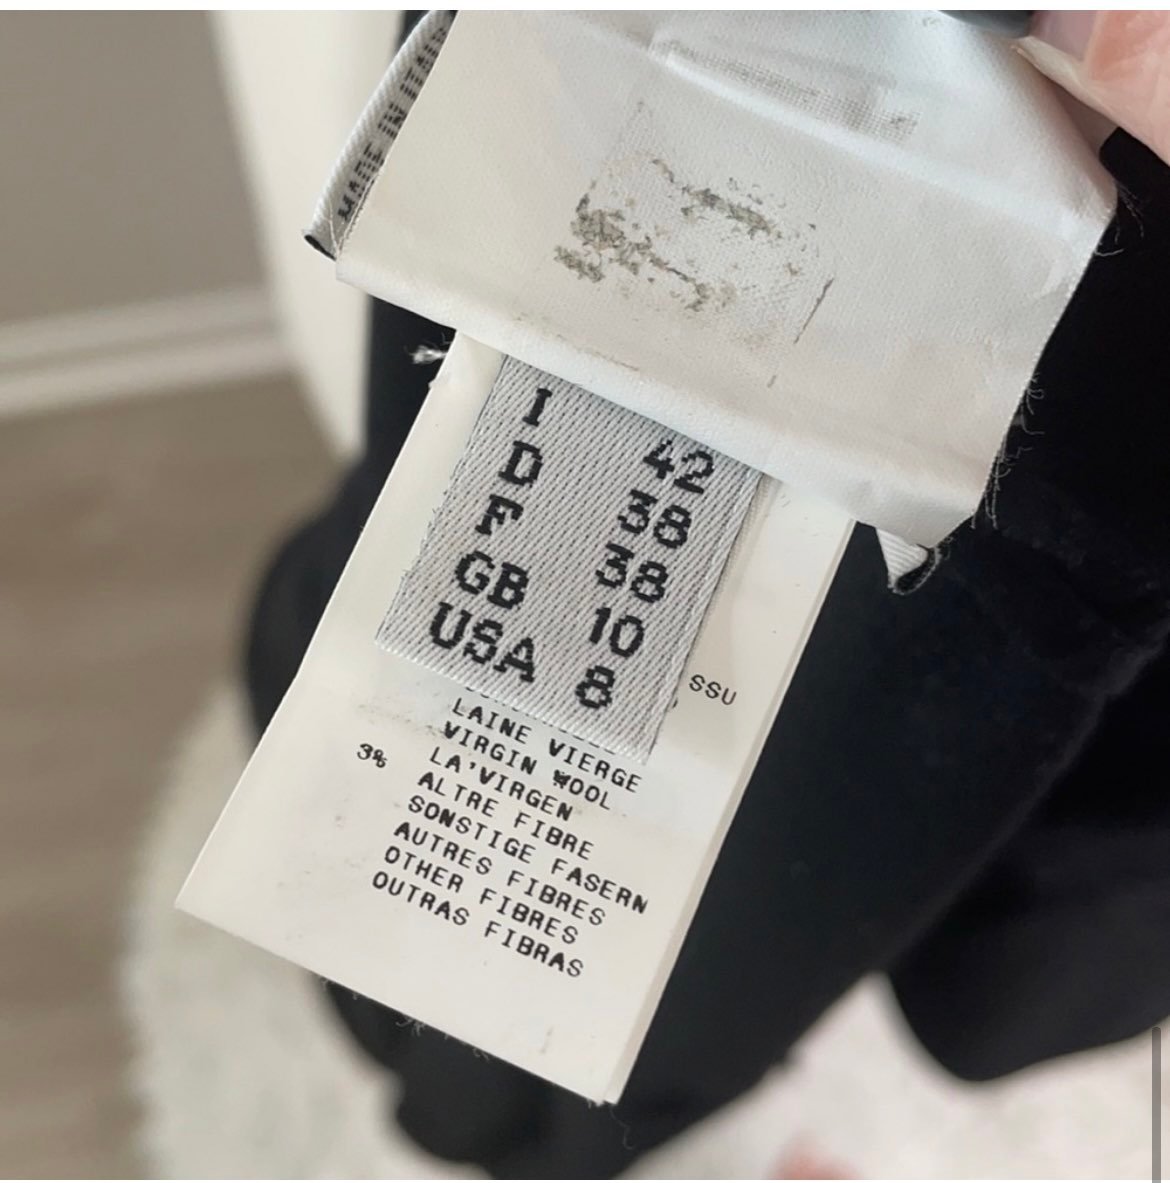 MADE IN ITALY
I 42
D 38
F 38
GB 10
USA 8
SSU
LAINE VIERGE
VIRGIN WOOL
LA'VIRGEN
3% ALTRE FIBRE
SONSTIGE FASERN
AUTRES FIBRES
OTHER FIBRES
OUTRAS FIBRAS